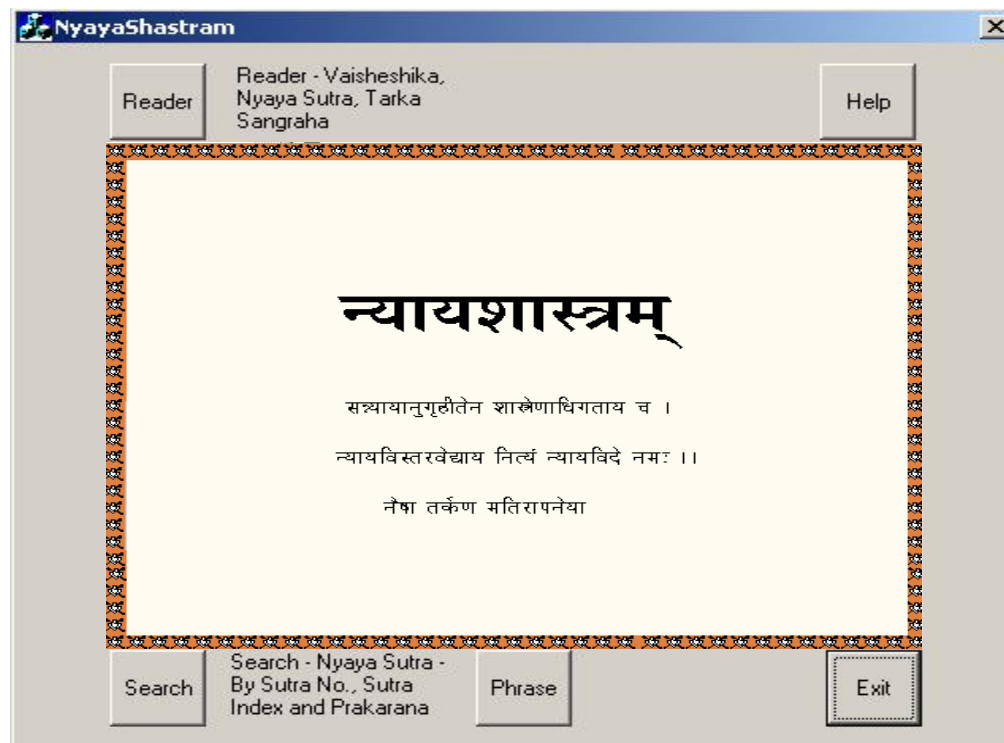 NyayaShastram
Reader
Reader - Vaisheshika,
Nyaya Sutra, Tarka
Sangraha
Help
न्यायशास्त्रम्
सन्न्यायानुगृहीतेन शास्त्रेणाधिगताय च ।
न्यायविस्तरवेद्याय नित्यं न्यायविदे नमः ।।
नैषा तर्केण मतिरापनेया
Search
Search - Nyaya Sutra -
By Sutra No., Sutra
Index and Prakarana
Phrase
Exit